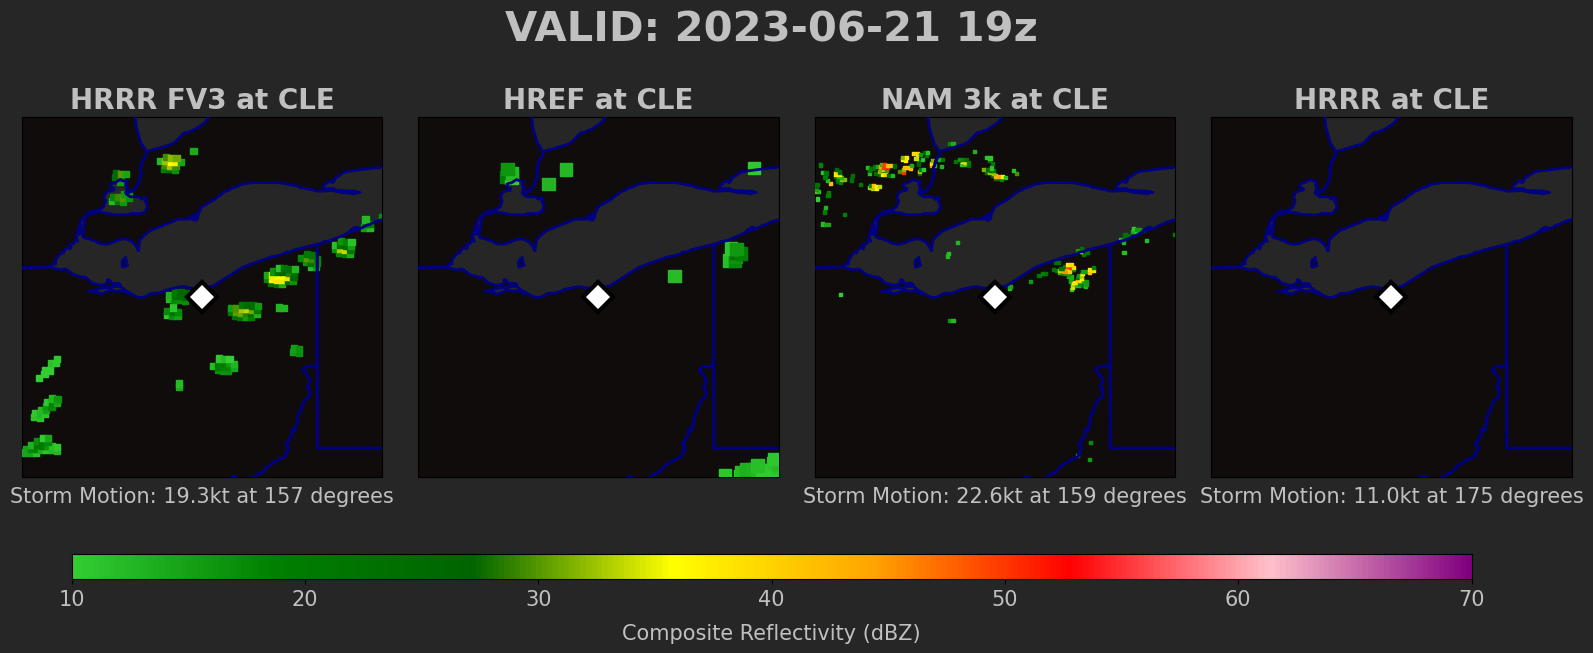 VALID: 2023-06-21 19z
HRRR FV3 at CLE
HREF at CLE
NAM 3k at CLE
HRRR at CLE
Storm Motion: 19.3kt at 157 degrees
Storm Motion: 22.6kt at 159 degrees
Storm Motion: 11.0kt at 175 degrees
10 20 30 40 50 60 70
Composite Reflectivity (dBZ)